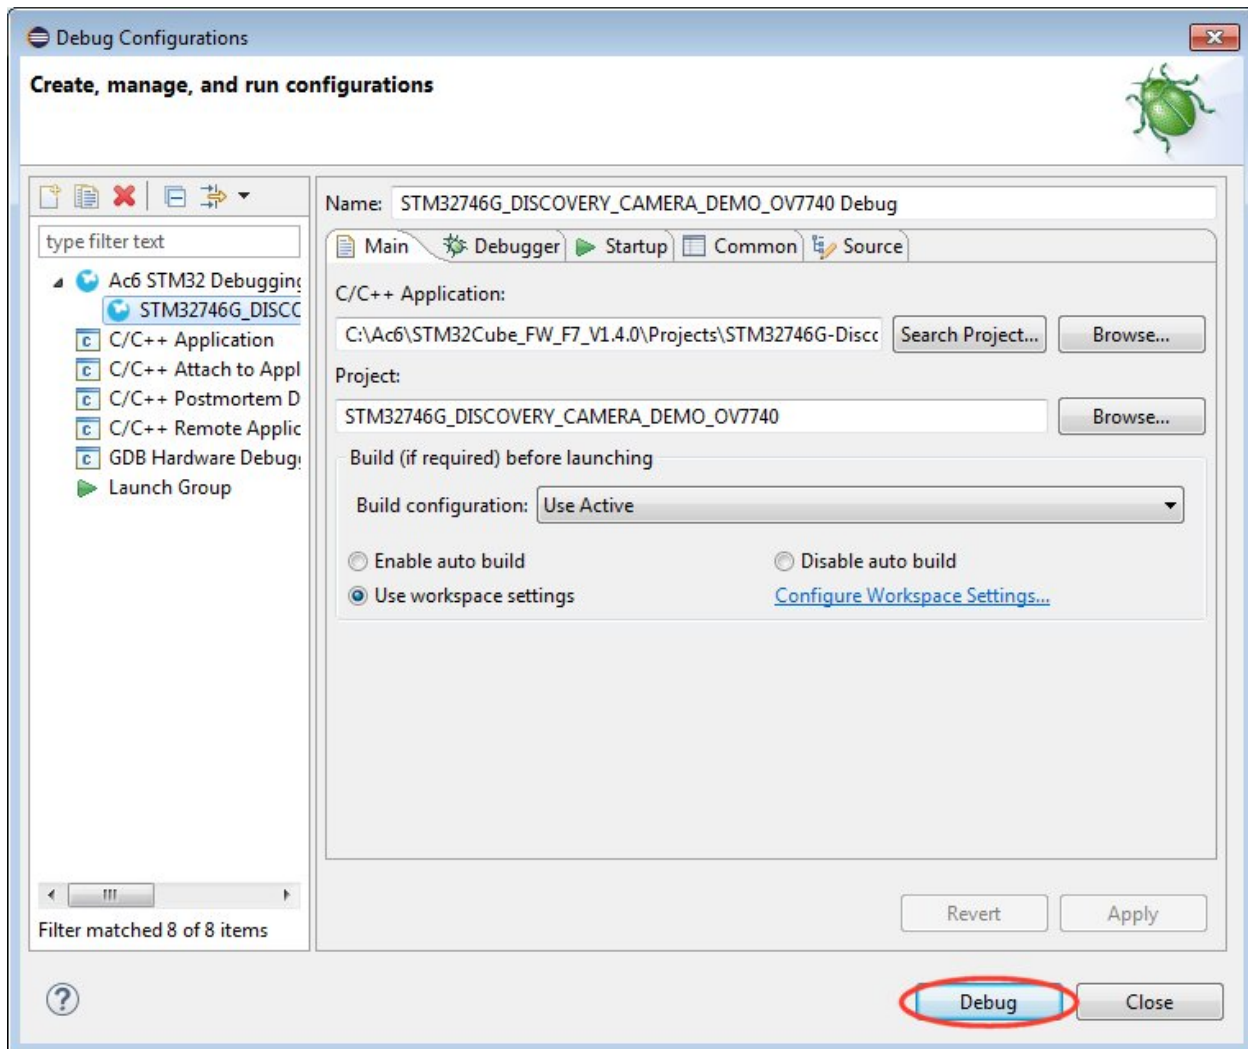 Debug Configurations
Create, manage, and run configurations
type filter text
Ac6 STM32 Debugging
STM32746G_DISCC
C/C++ Application
C/C++ Attach to Appl
C/C++ Postmortem D
C/C++ Remote Applic
GDB Hardware Debug
Launch Group
Filter matched 8 of 8 items
Name: STM32746G_DISCOVERY_CAMERA_DEMO_OV7740 Debug
Main Debugger Startup Common Source
C/C++ Application:
C:\Ac6\STM32Cube_FW_F7_V1.4.0\Projects\STM32746G-Discc Search Project... Browse...
Project:
STM32746G_DISCOVERY_CAMERA_DEMO_OV7740 Browse...
Build (if required) before launching
Build configuration: Use Active
Enable auto build Disable auto build
Use workspace settings Configure Workspace Settings...
Revert Apply
Debug Close